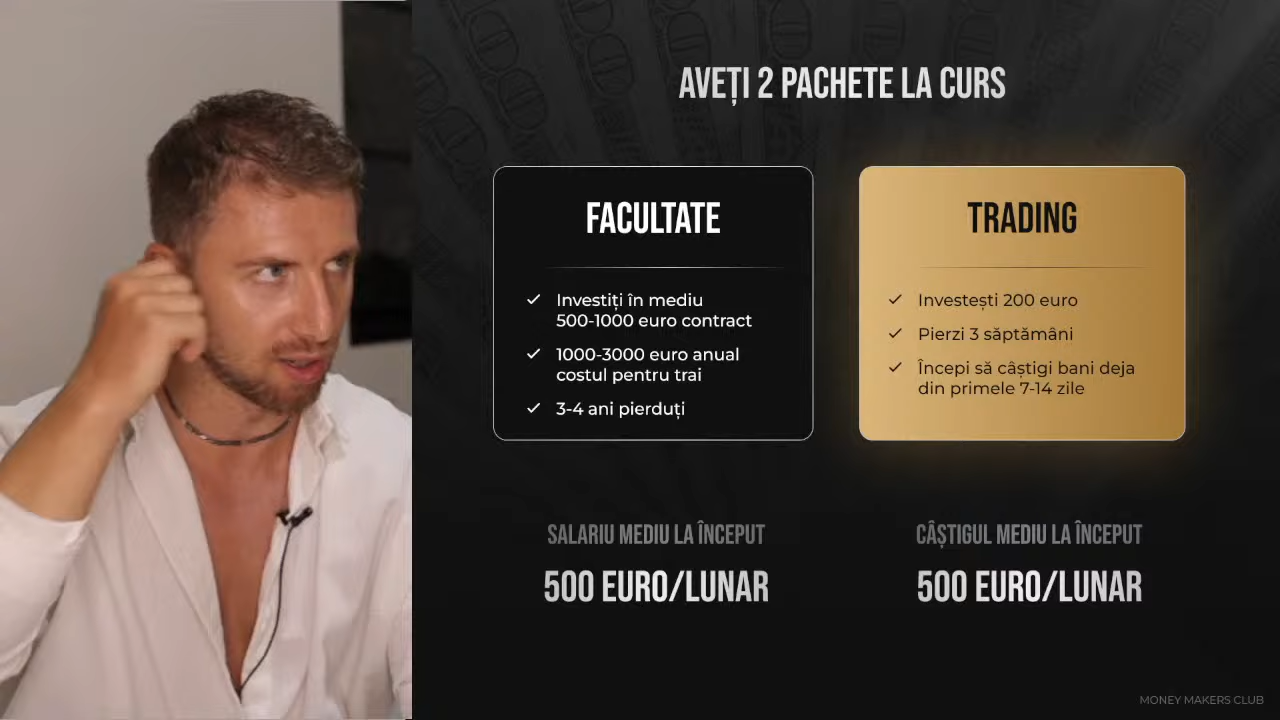 AVEȚI 2 PACHETE LA CURS
FACULTATE
Investiți în mediu
500-1000 euro contract
1000-3000 euro anual
costul pentru trai
3-4 ani pierduți
SALARIU MEDIU LA ÎNCEPUT
500 EURO/LUNAR
TRADING
Investești 200 euro
Pierzi 3 săptămâni
Începi să câștigi bani deja
din primele 7-14 zile
CÂȘTIGUL MEDIU LA ÎNCEPUT
500 EURO/LUNAR
MONEY MAKERS CLUB